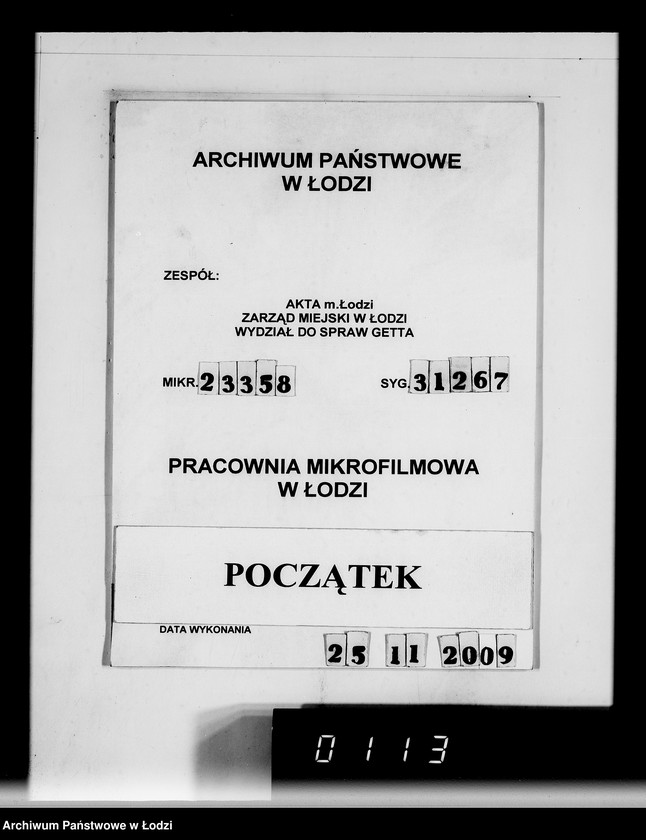 ARCHIWUM PAŃSTWOWE
W ŁODZI
ZESPÓŁ:
AKTA m.Łodzi
ZARZĄD MIEJSKI W ŁODZI
WYDZIAŁ DO SPRAW GETTA
MIKR. 23358 SYG. 31267
PRACOWNIA MIKROFILMOWA
W ŁODZI
POCZĄTEK
DATA WYKONANIA
25 11 2009
0113
Archiwum Państwowe w Łodzi